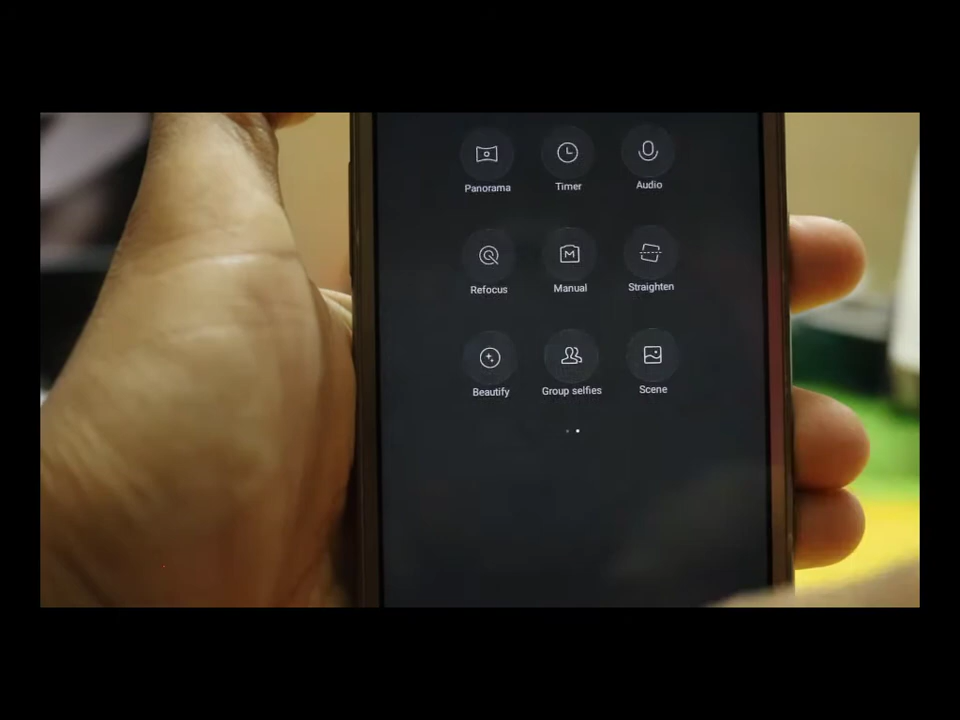 Panorama Timer Audio
Refocus Manual Straighten
Beautify Group selfies Scene